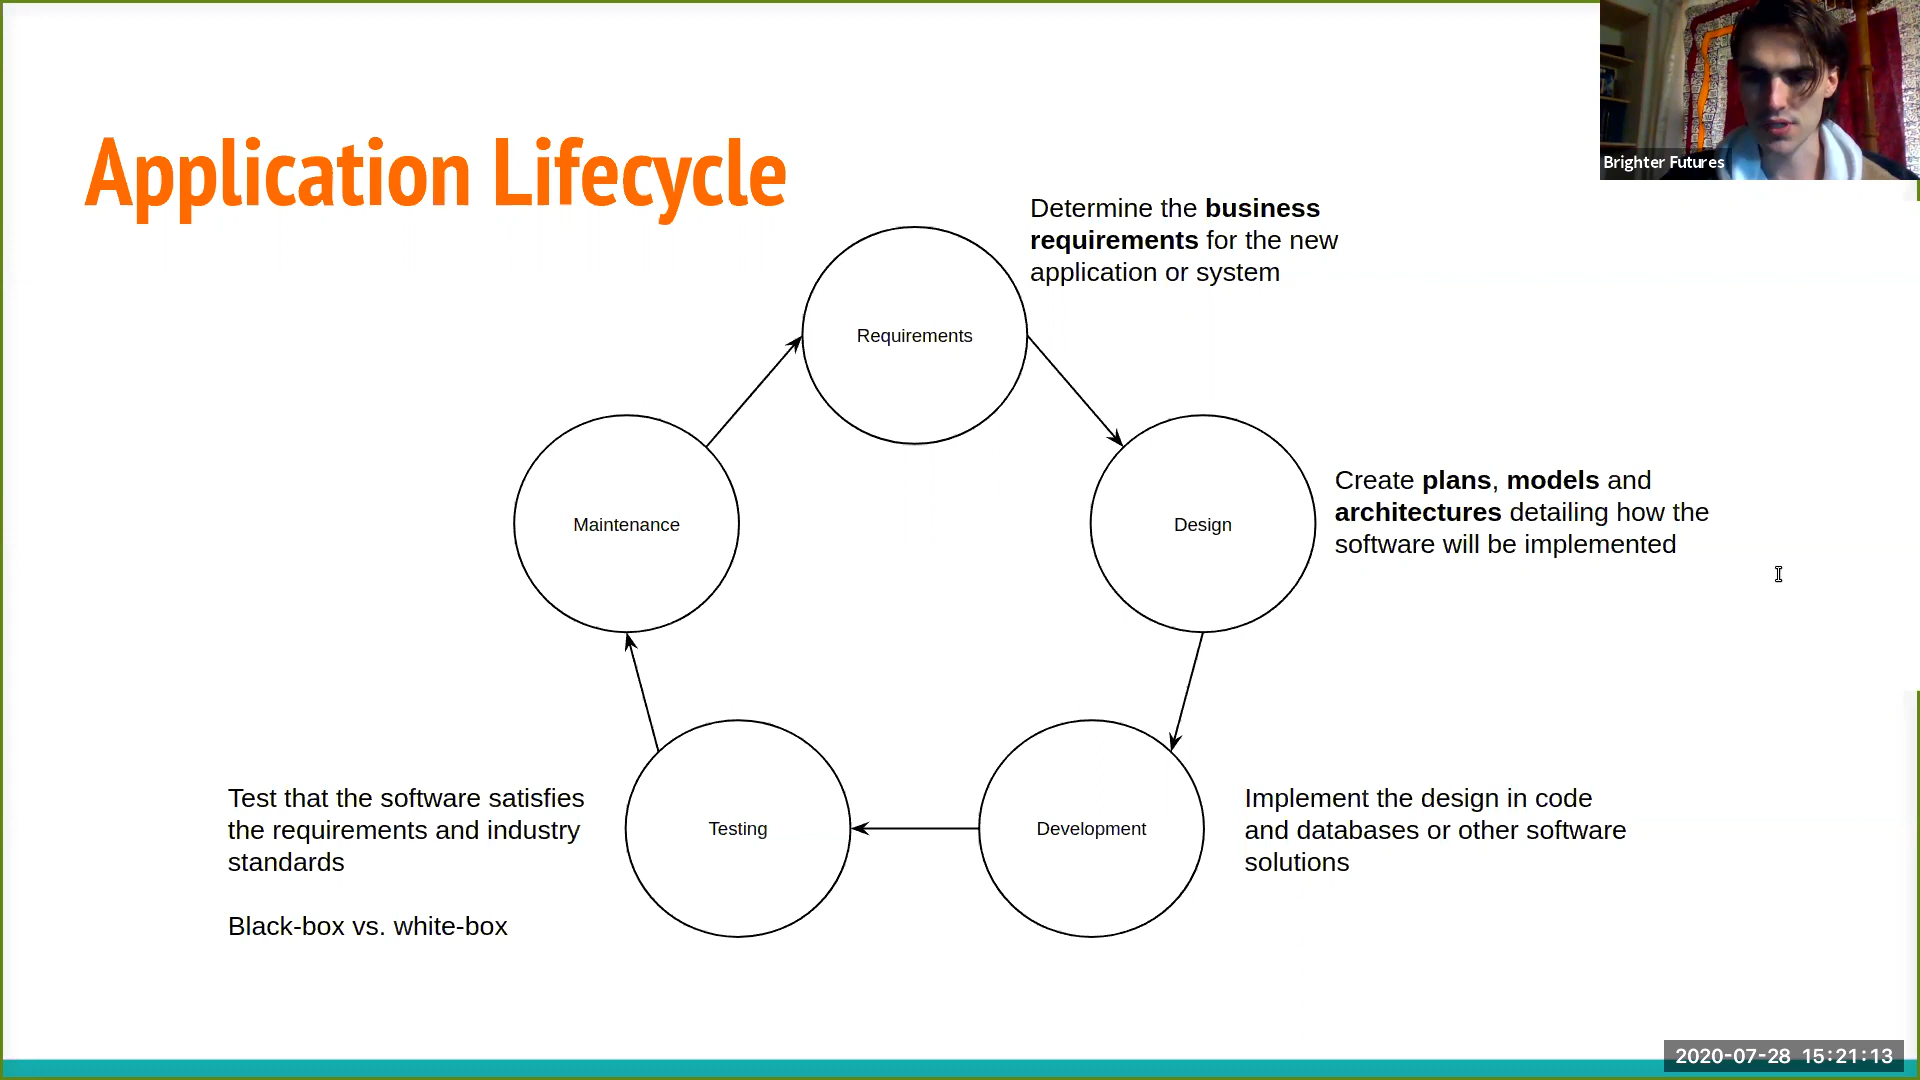 Application Lifecycle
Brighter Futures
Determine the business
requirements for the new
application or system
Requirements
Maintenance
Design
Create plans, models and
architectures detailing how the
software will be implemented
Test that the software satisfies
the requirements and industry
standards
Black-box vs. white-box
Testing
Development
Implement the design in code
and databases or other software
solutions
2020-07-28 15:21:13